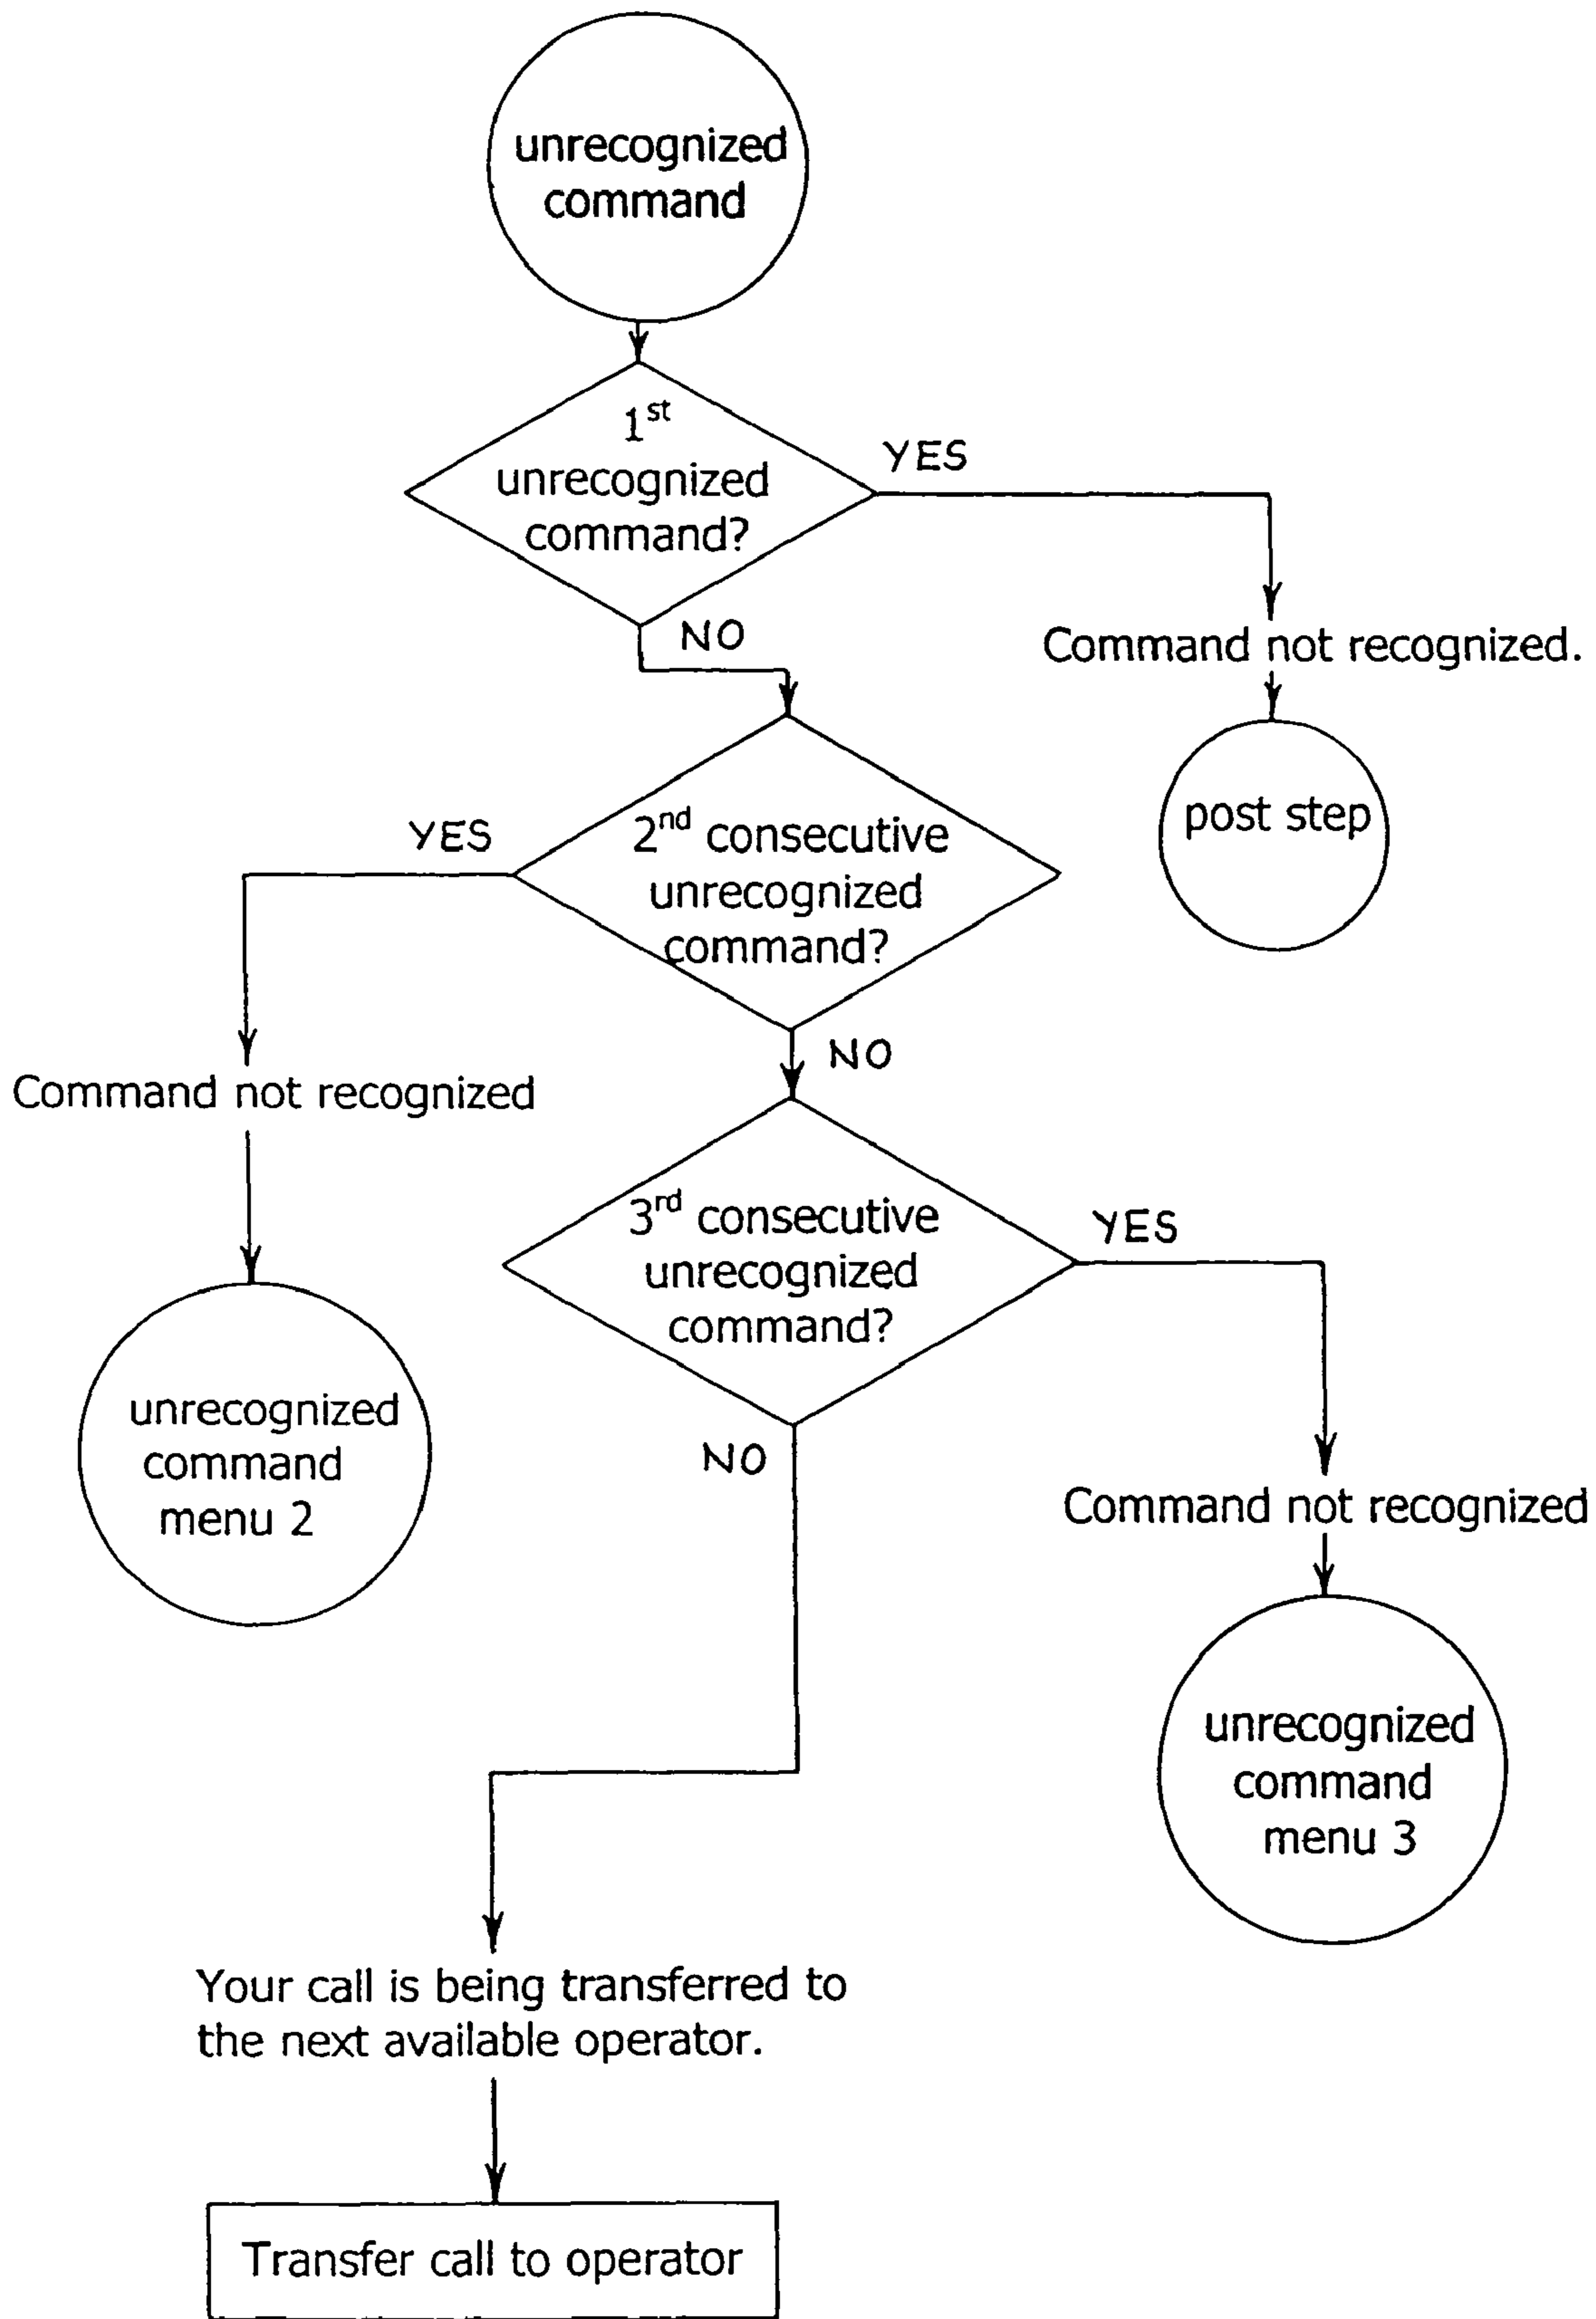 unrecognized
command
1st
unrecognized
command?
YES
NO
Command not recognized.
post step
YES
2nd consecutive
unrecognized
command?
NO
Command not recognized
3rd consecutive
unrecognized
command?
YES
NO
unrecognized
command
menu 2
Command not recognized
unrecognized
command
menu 3
Your call is being transferred to
the next available operator.
Transfer call to operator